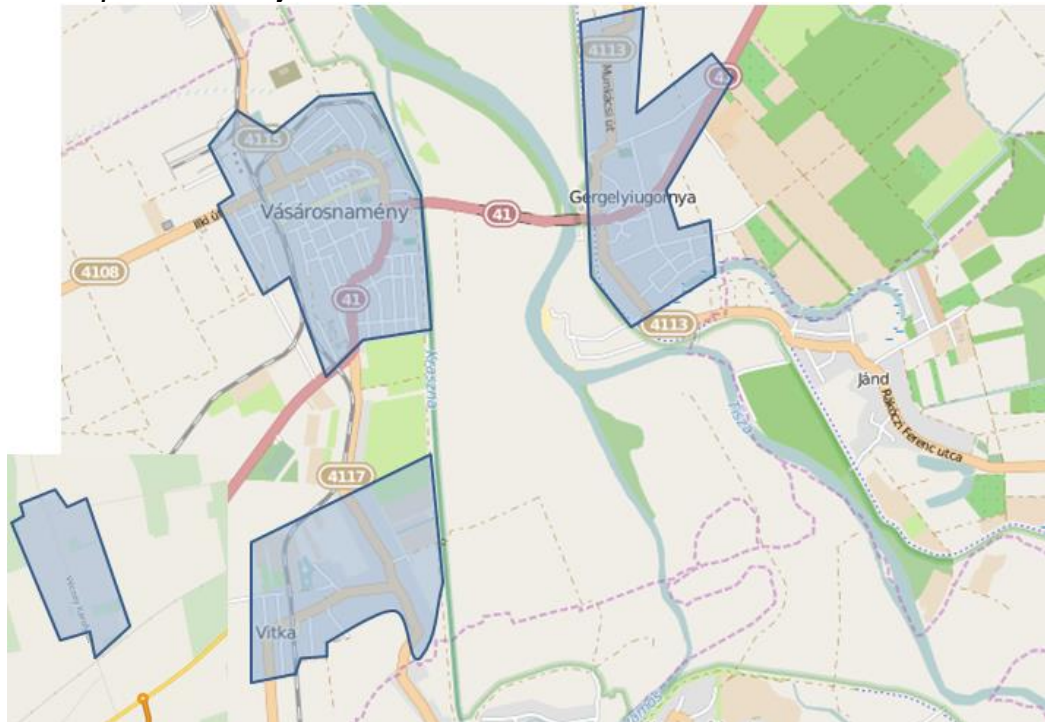 4113
Munkácsi út
4115
Gergelyiugornya
Vásárosnamény
Ilki út
41
4108
41
4113
Kraszna
Jánd
Tisza
Rákóczi Ferenc utca
4117
Vitka